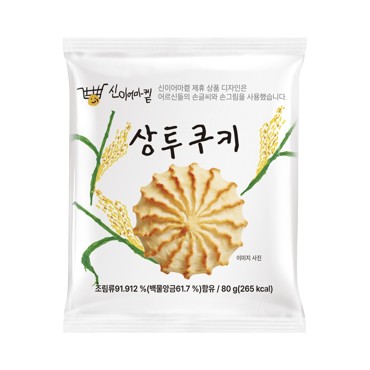 신이어마켙
신이어마켙 제휴 상품 디자인은
어르신들의 손글씨와 손그림을 사용했습니다.
상투쿠키
이미지 사진
조림류91.912 %(백물앙금61.7 %)함유 / 80 g(265 kcal)